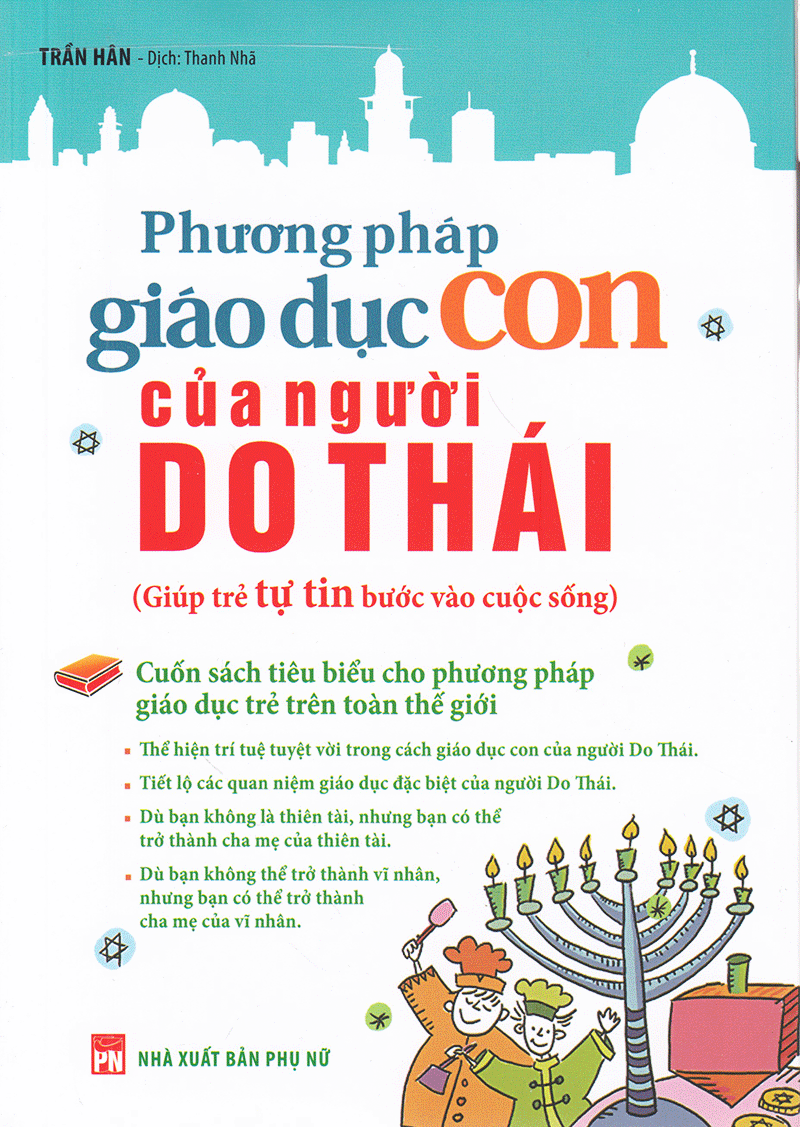 TRẦN HÂN - Dịch: Thanh Nhã
Phương pháp
giáo dục con
của người
DO THÁI
(Giúp trẻ tự tin bước vào cuộc sống)
Cuốn sách tiêu biểu cho phương pháp
giáo dục trẻ trên toàn thế giới
▪ Thể hiện trí tuệ tuyệt vời trong cách giáo dục con của người Do Thái.
▪ Tiết lộ các quan niệm giáo dục đặc biệt của người Do Thái.
▪ Dù bạn không là thiên tài, nhưng bạn có thể
trở thành cha mẹ của thiên tài.
▪ Dù bạn không thể trở thành vĩ nhân,
nhưng bạn có thể trở thành
cha mẹ của vĩ nhân.
PN NHÀ XUẤT BẢN PHỤ NỮ